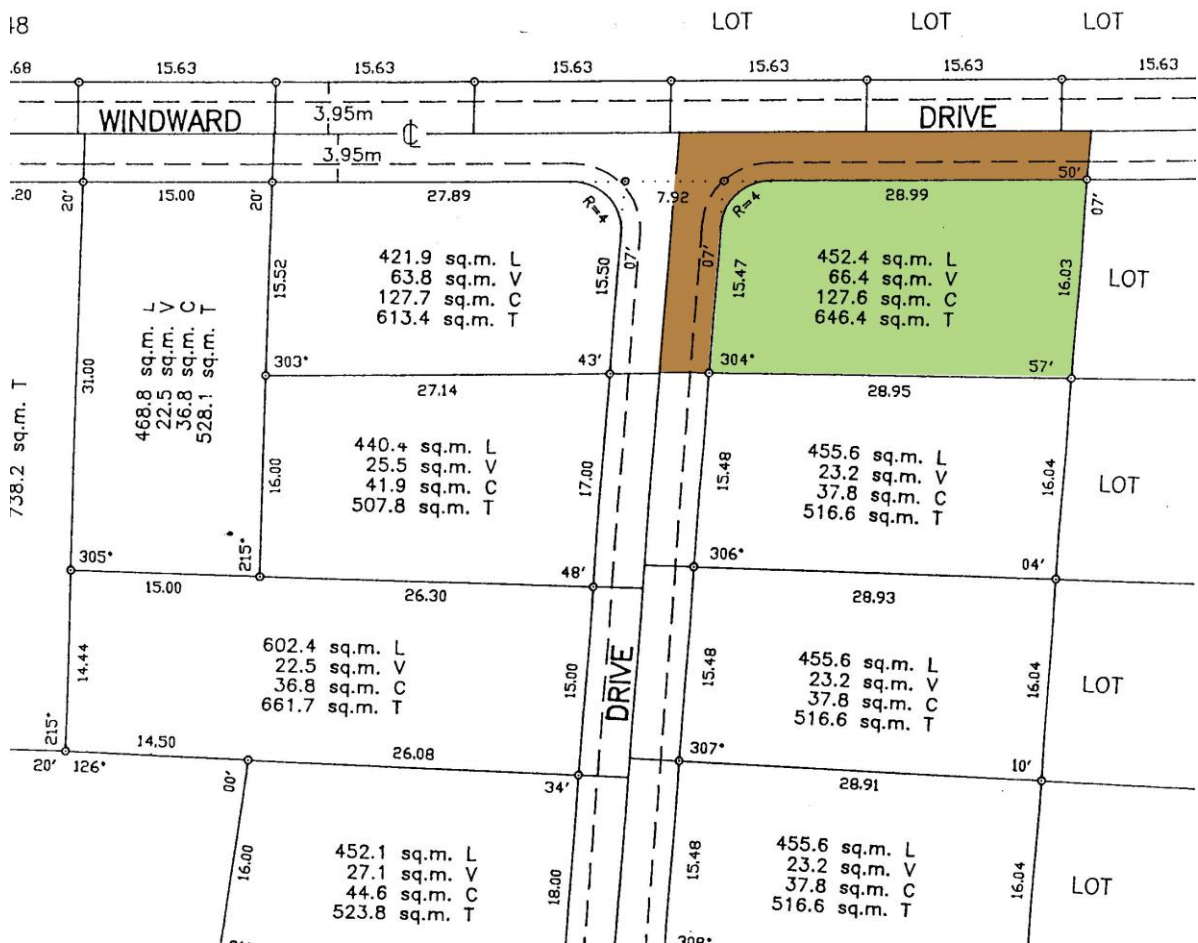 48
LOT
LOT
LOT
.68
15.63
15.63
15.63
15.63
15.63
15.63
WINDWARD
3.95m
℄
DRIVE
3.95m
.20
20'
15.00
20'
27.89
R=4
7.92
R=4
28.99
50'
07'
15.52
421.9 sq.m. L
63.8 sq.m. V
127.7 sq.m. C
613.4 sq.m. T
15.50
07'
07'
15.47
452.4 sq.m. L
66.4 sq.m. V
127.6 sq.m. C
646.4 sq.m. T
16.03
LOT
738.2 sq.m. T
31.00
468.8 sq.m. L
22.5 sq.m. V
36.8 sq.m. C
528.1 sq.m. T
303°
43'
304°
57'
27.14
28.95
16.00
440.4 sq.m. L
25.5 sq.m. V
41.9 sq.m. C
507.8 sq.m. T
17.00
15.48
455.6 sq.m. L
23.2 sq.m. V
37.8 sq.m. C
516.6 sq.m. T
16.04
LOT
305°
215°
48'
306°
04'
15.00
26.30
28.93
14.44
602.4 sq.m. L
22.5 sq.m. V
36.8 sq.m. C
661.7 sq.m. T
15.00
DRIVE
15.48
455.6 sq.m. L
23.2 sq.m. V
37.8 sq.m. C
516.6 sq.m. T
16.04
LOT
215°
14.50
26.08
307°
20'
126°
00'
34'
28.91
10'
16.00
452.1 sq.m. L
27.1 sq.m. V
44.6 sq.m. C
523.8 sq.m. T
18.00
15.48
455.6 sq.m. L
23.2 sq.m. V
37.8 sq.m. C
516.6 sq.m. T
16.04
LOT
308°